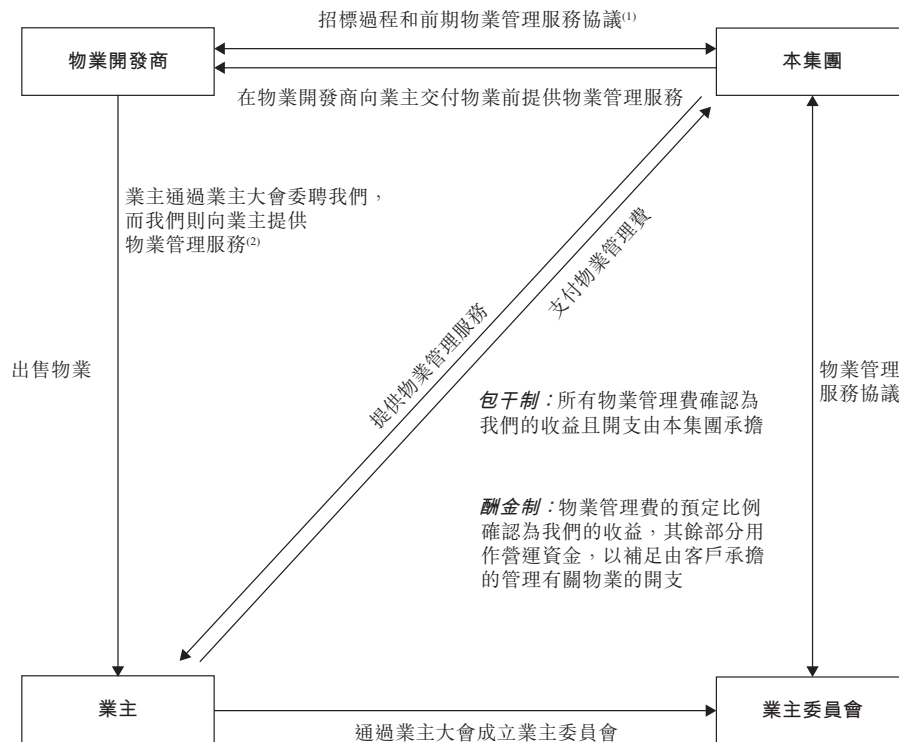 招標過程和前期物業管理服務協議(1)
物業開發商
本集團
在物業開發商向業主交付物業前提供物業管理服務
業主通過業主大會委聘我們，
而我們則向業主提供
物業管理服務(2)
出售物業
提供物業管理服務
支付物業管理費
物業管理
服務協議
包干制：所有物業管理費確認為
我們的收益且開支由本集團承擔
酬金制：物業管理費的預定比例
確認為我們的收益，其餘部分用
作營運資金，以補足由客戶承擔
的管理有關物業的開支
業主
業主委員會
通過業主大會成立業主委員會